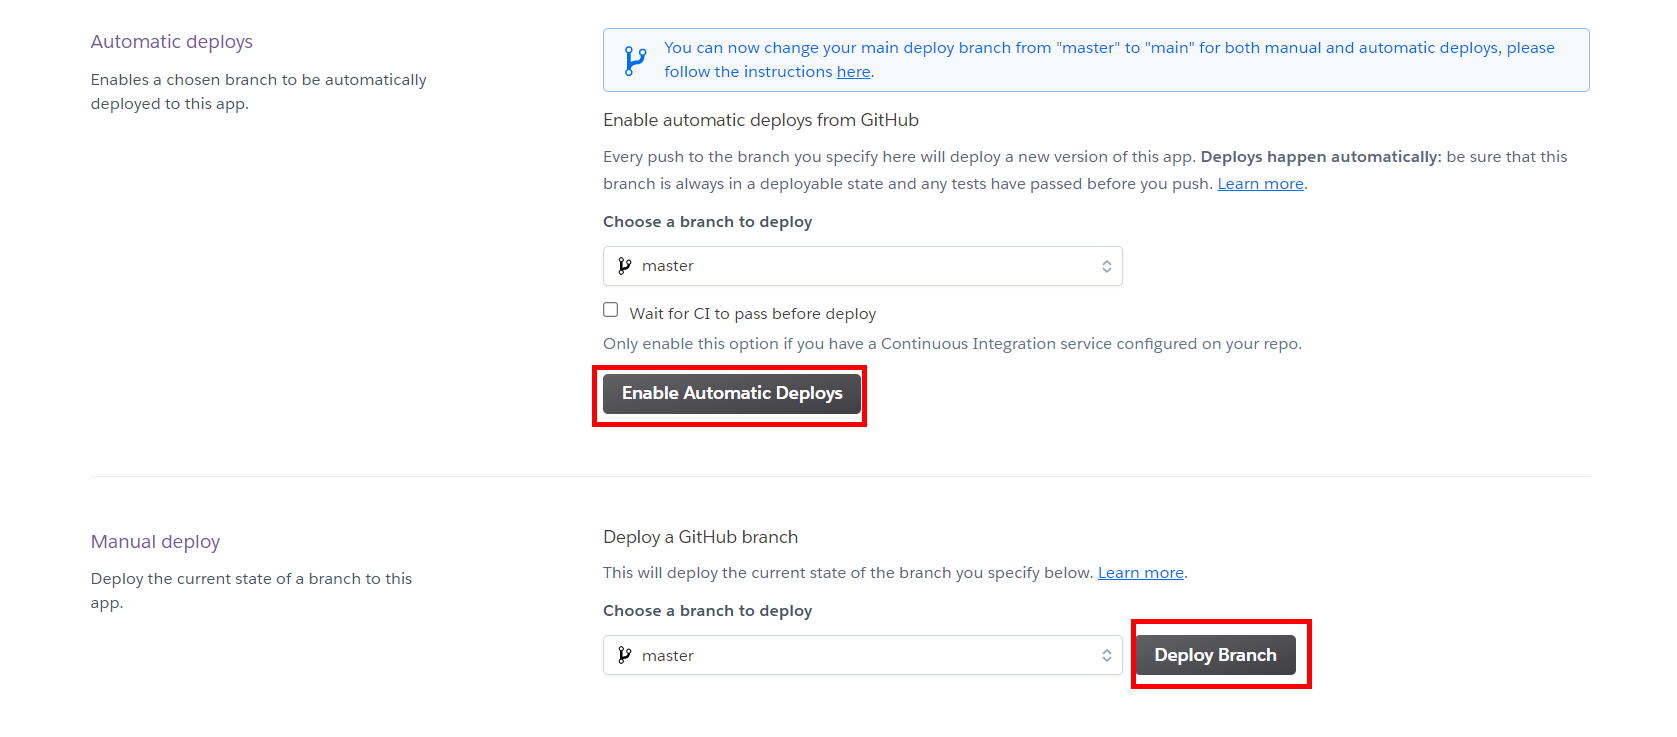 Automatic deploys
Enables a chosen branch to be automatically
deployed to this app.
You can now change your main deploy branch from "master" to "main" for both manual and automatic deploys, please
follow the instructions here.
Enable automatic deploys from GitHub
Every push to the branch you specify here will deploy a new version of this app. Deploys happen automatically: be sure that this
branch is always in a deployable state and any tests have passed before you push. Learn more.
Choose a branch to deploy
master
Wait for CI to pass before deploy
Only enable this option if you have a Continuous Integration service configured on your repo.
Enable Automatic Deploys
Manual deploy
Deploy the current state of a branch to this
app.
Deploy a GitHub branch
This will deploy the current state of the branch you specify below. Learn more.
Choose a branch to deploy
master
Deploy Branch